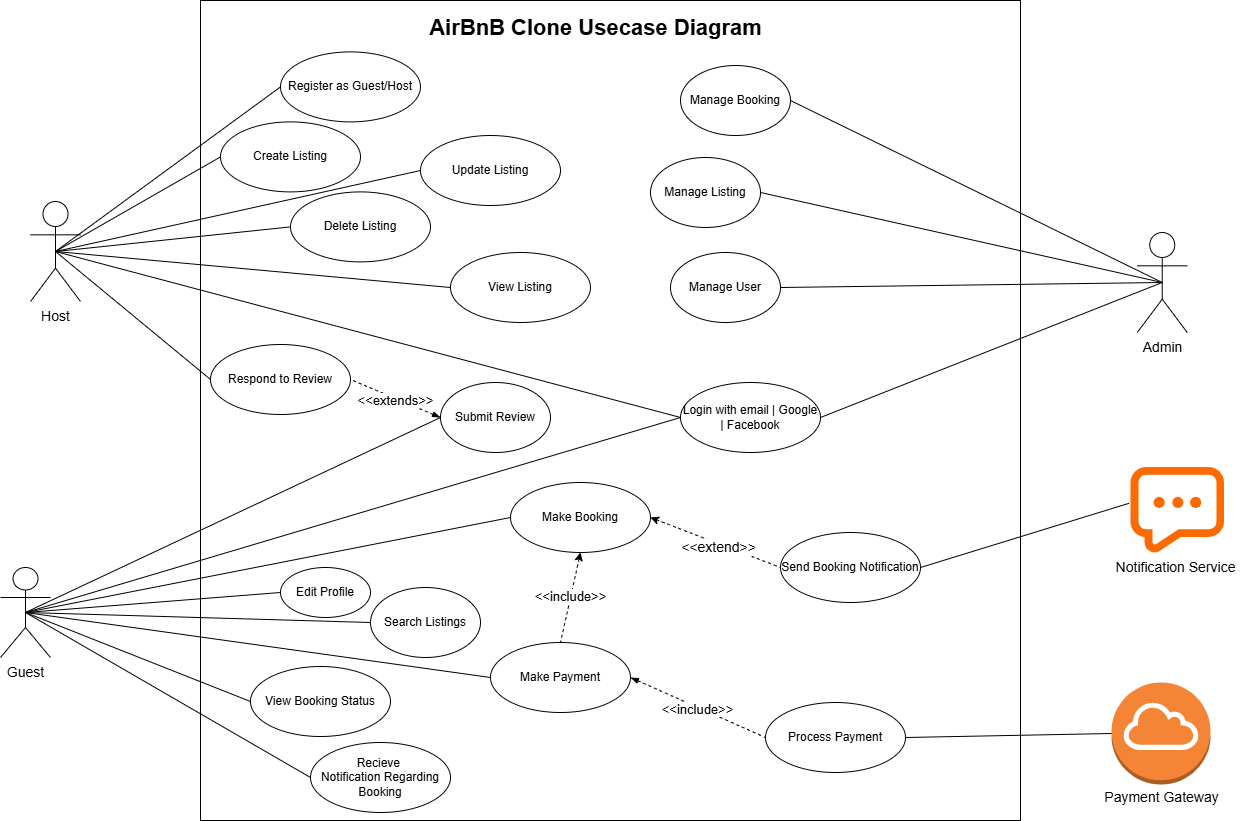 AirBnB Clone Usecase Diagram
Register as Guest/Host
Manage Booking
Create Listing
Update Listing
Manage Listing
Delete Listing
View Listing
Manage User
Host
Admin
Respond to Review
<<extends>>
Submit Review
Login with email | Google
| Facebook
Make Booking
<<extend>>
Send Booking Notification
Notification Service
Edit Profile
<<include>>
Search Listings
Guest
Make Payment
View Booking Status
<<include>>
Process Payment
Recieve
Notification Regarding
Booking
Payment Gateway